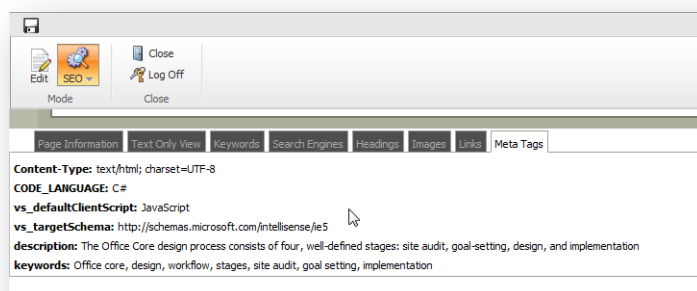 Close
Edit SEO Log Off
Mode Close
Page Information Text Only View Keywords Search Engines Headings Images Links Meta Tags
Content-Type: text/html; charset=UTF-8
CODE_LANGUAGE: C#
vs_defaultClientScript: JavaScript
vs_targetSchema: http://schemas.microsoft.com/intellisense/ie5
description: The Office Core design process consists of four, well-defined stages: site audit, goal-setting, design, and implementation
keywords: Office core, design, workflow, stages, site audit, goal setting, implementation